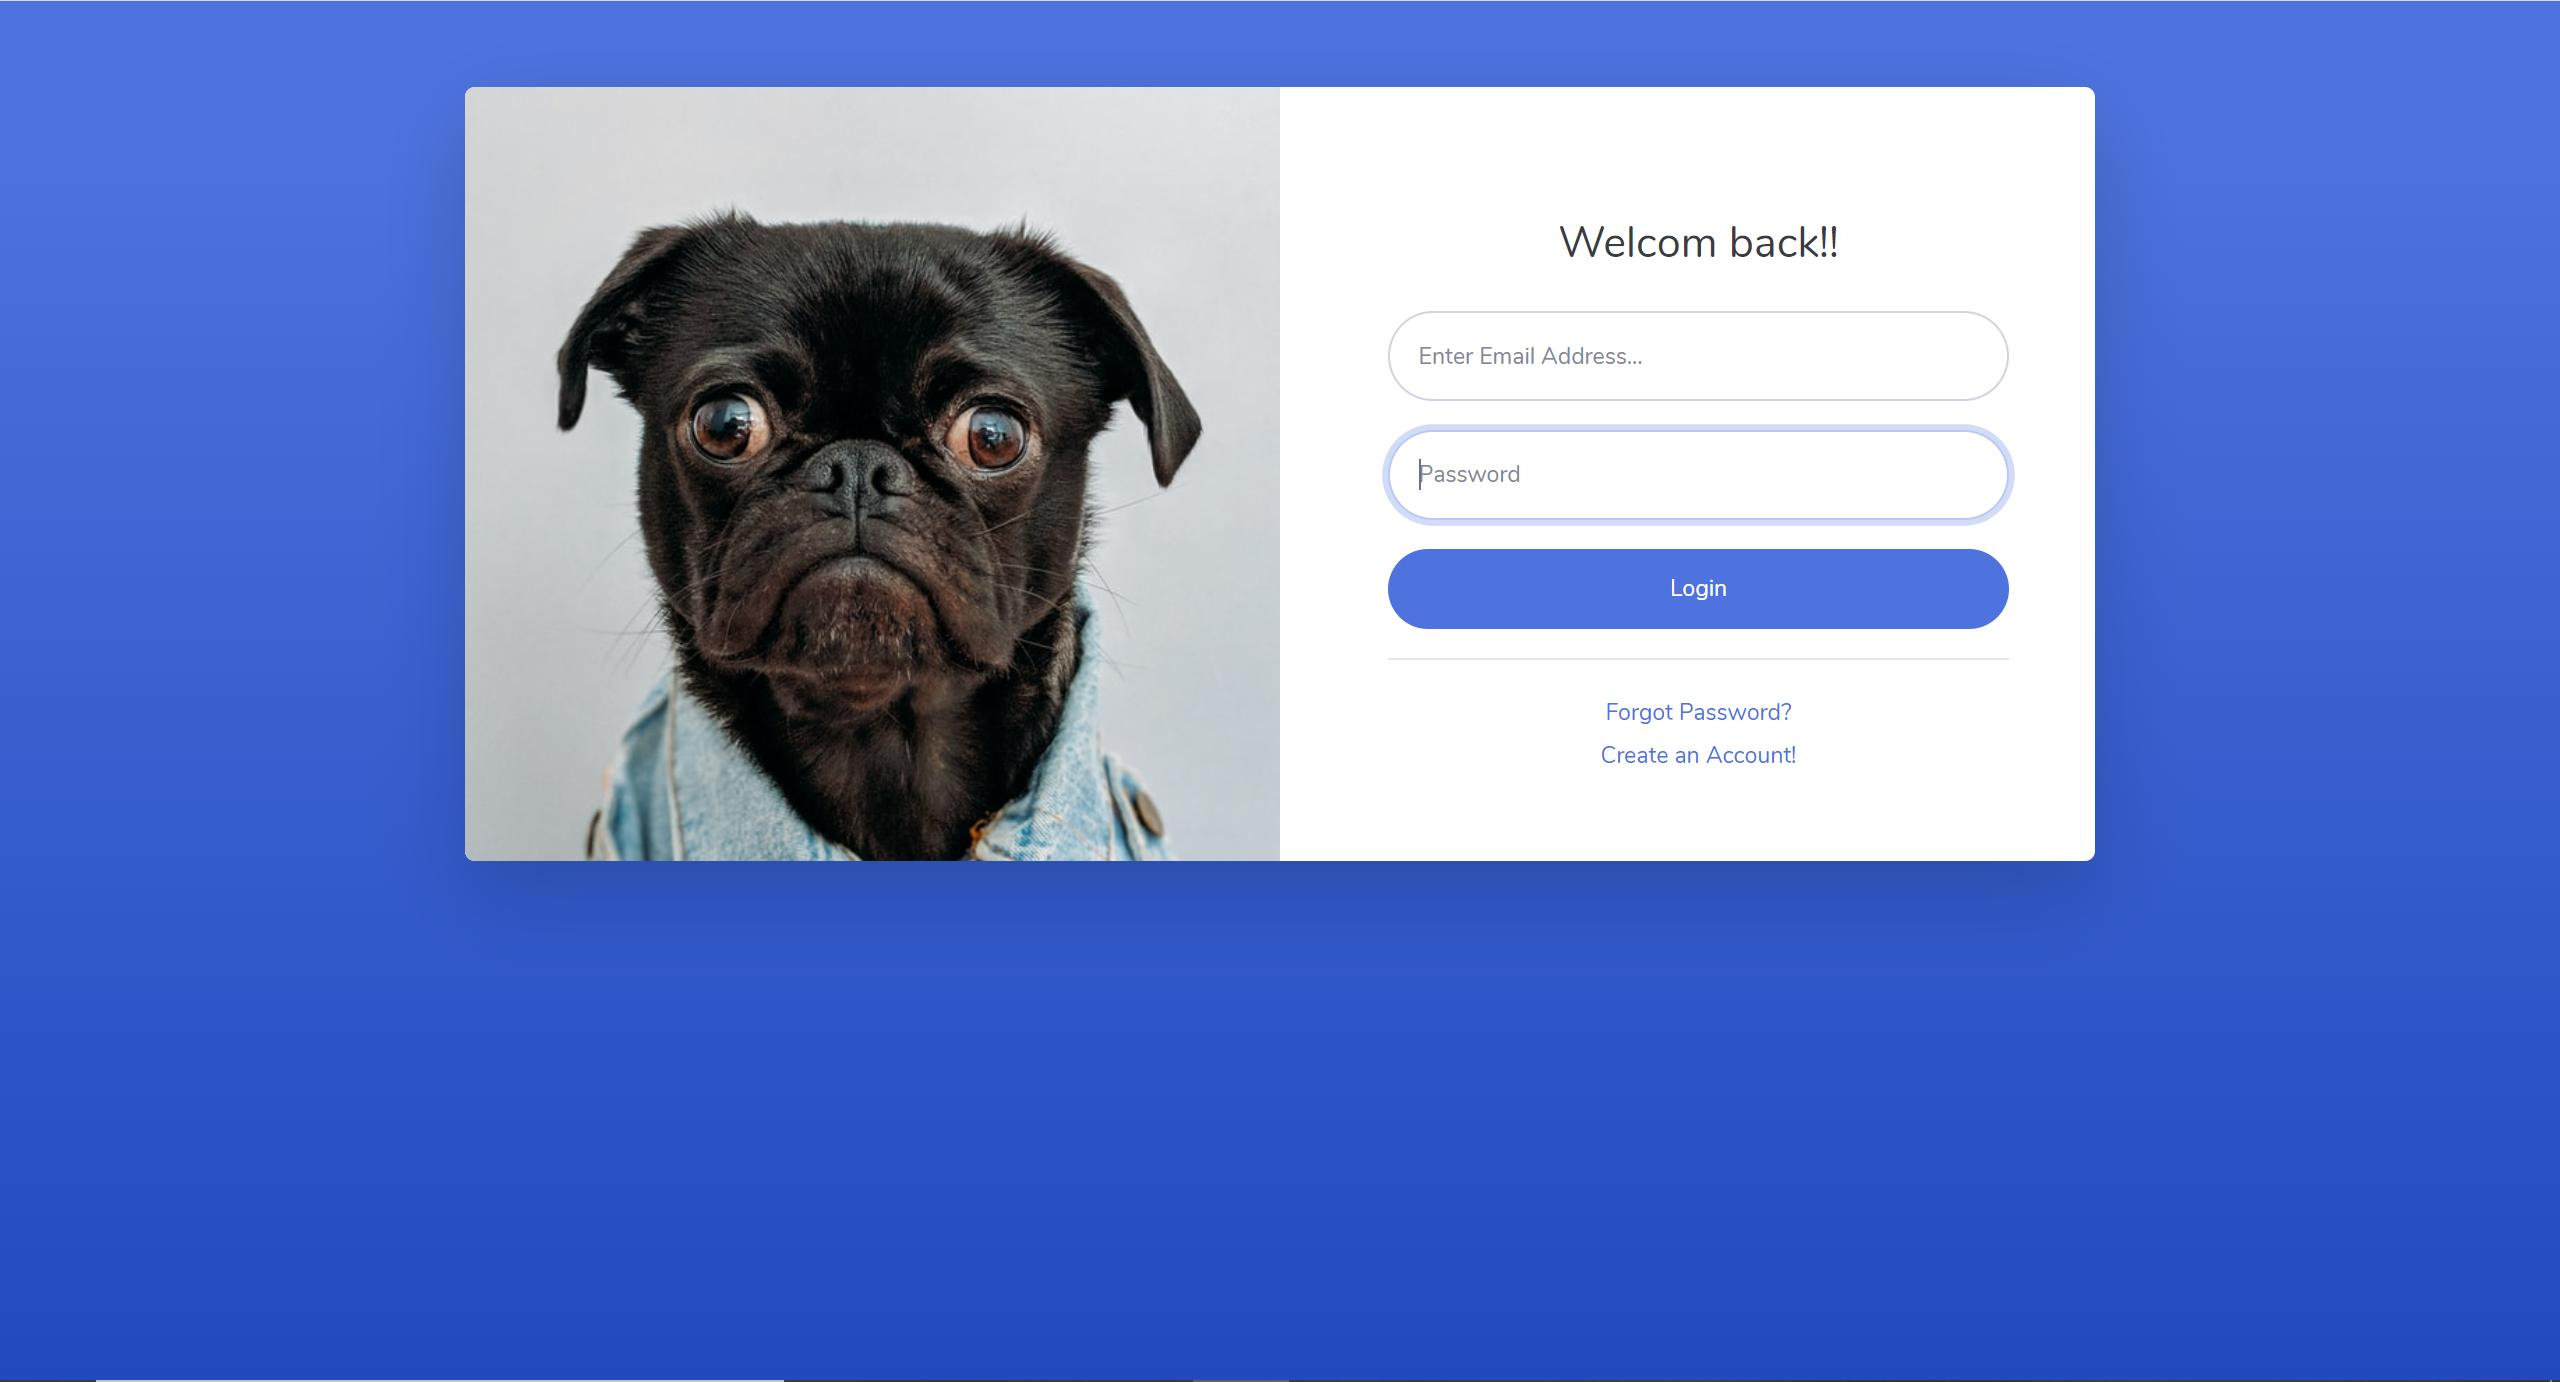 Welcom back!!
Enter Email Address...
Password
Login
Forgot Password?
Create an Account!